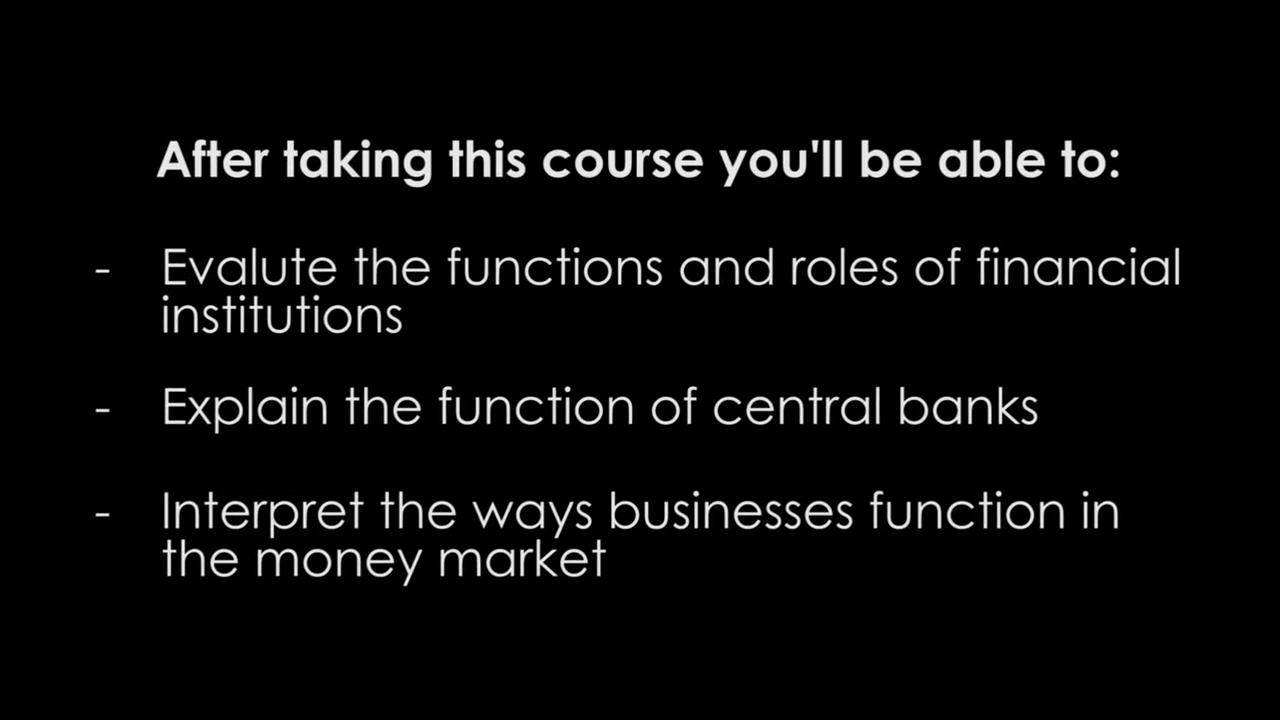 After taking this course you'll be able to:
- Evalute the functions and roles of financial
institutions
- Explain the function of central banks
- Interpret the ways businesses function in
the money market